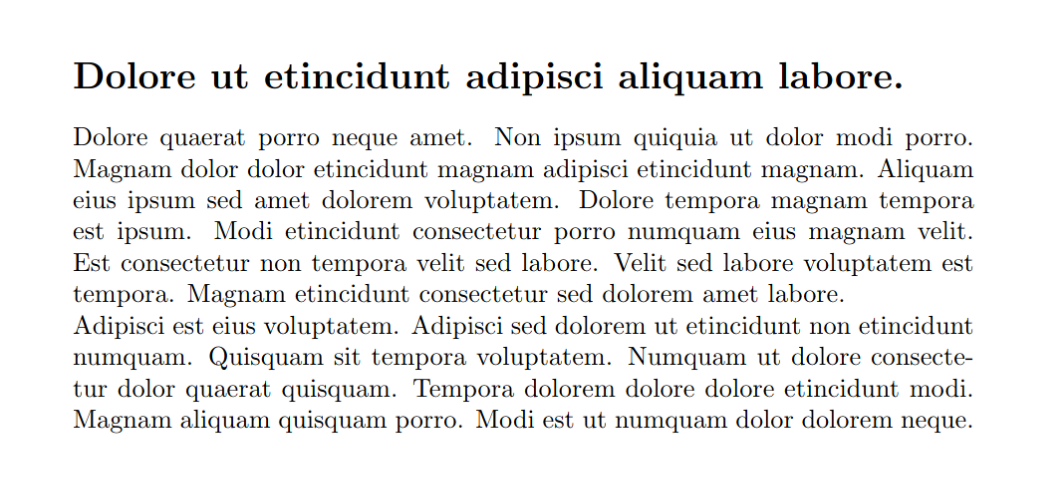 Dolore ut etincidunt adipisci aliquam labore.
Dolore quaerat porro neque amet. Non ipsum quiquia ut dolor modi porro.
Magnam dolor dolor etincidunt magnam adipisci etincidunt magnam. Aliquam
eius ipsum sed amet dolorem voluptatem. Dolore tempora magnam tempora
est ipsum. Modi etincidunt consectetur porro numquam eius magnam velit.
Est consectetur non tempora velit sed labore. Velit sed labore voluptatem est
tempora. Magnam etincidunt consectetur sed dolorem amet labore.
Adipisci est eius voluptatem. Adipisci sed dolorem ut etincidunt non etincidunt
numquam. Quisquam sit tempora voluptatem. Numquam ut dolore consecte-
tur dolor quaerat quisquam. Tempora dolorem dolore dolore etincidunt modi.
Magnam aliquam quisquam porro. Modi est ut numquam dolor dolorem neque.